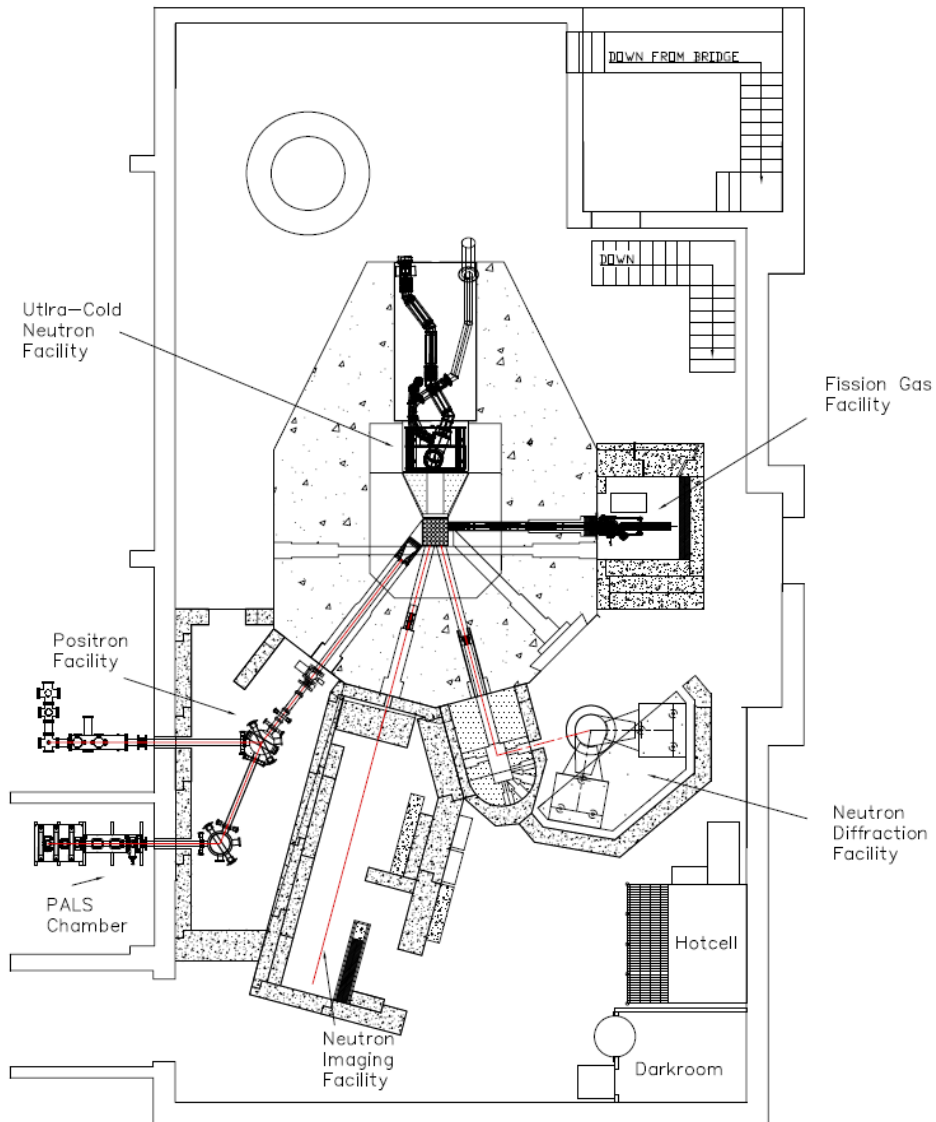 DOWN FROM BRIDGE
DOWN
Utlra-Cold
Neutron
Facility
Fission Gas
Facility
Positron
Facility
Neutron
Diffraction
Facility
PALS
Chamber
Hotcell
Neutron
Imaging
Facility
Darkroom